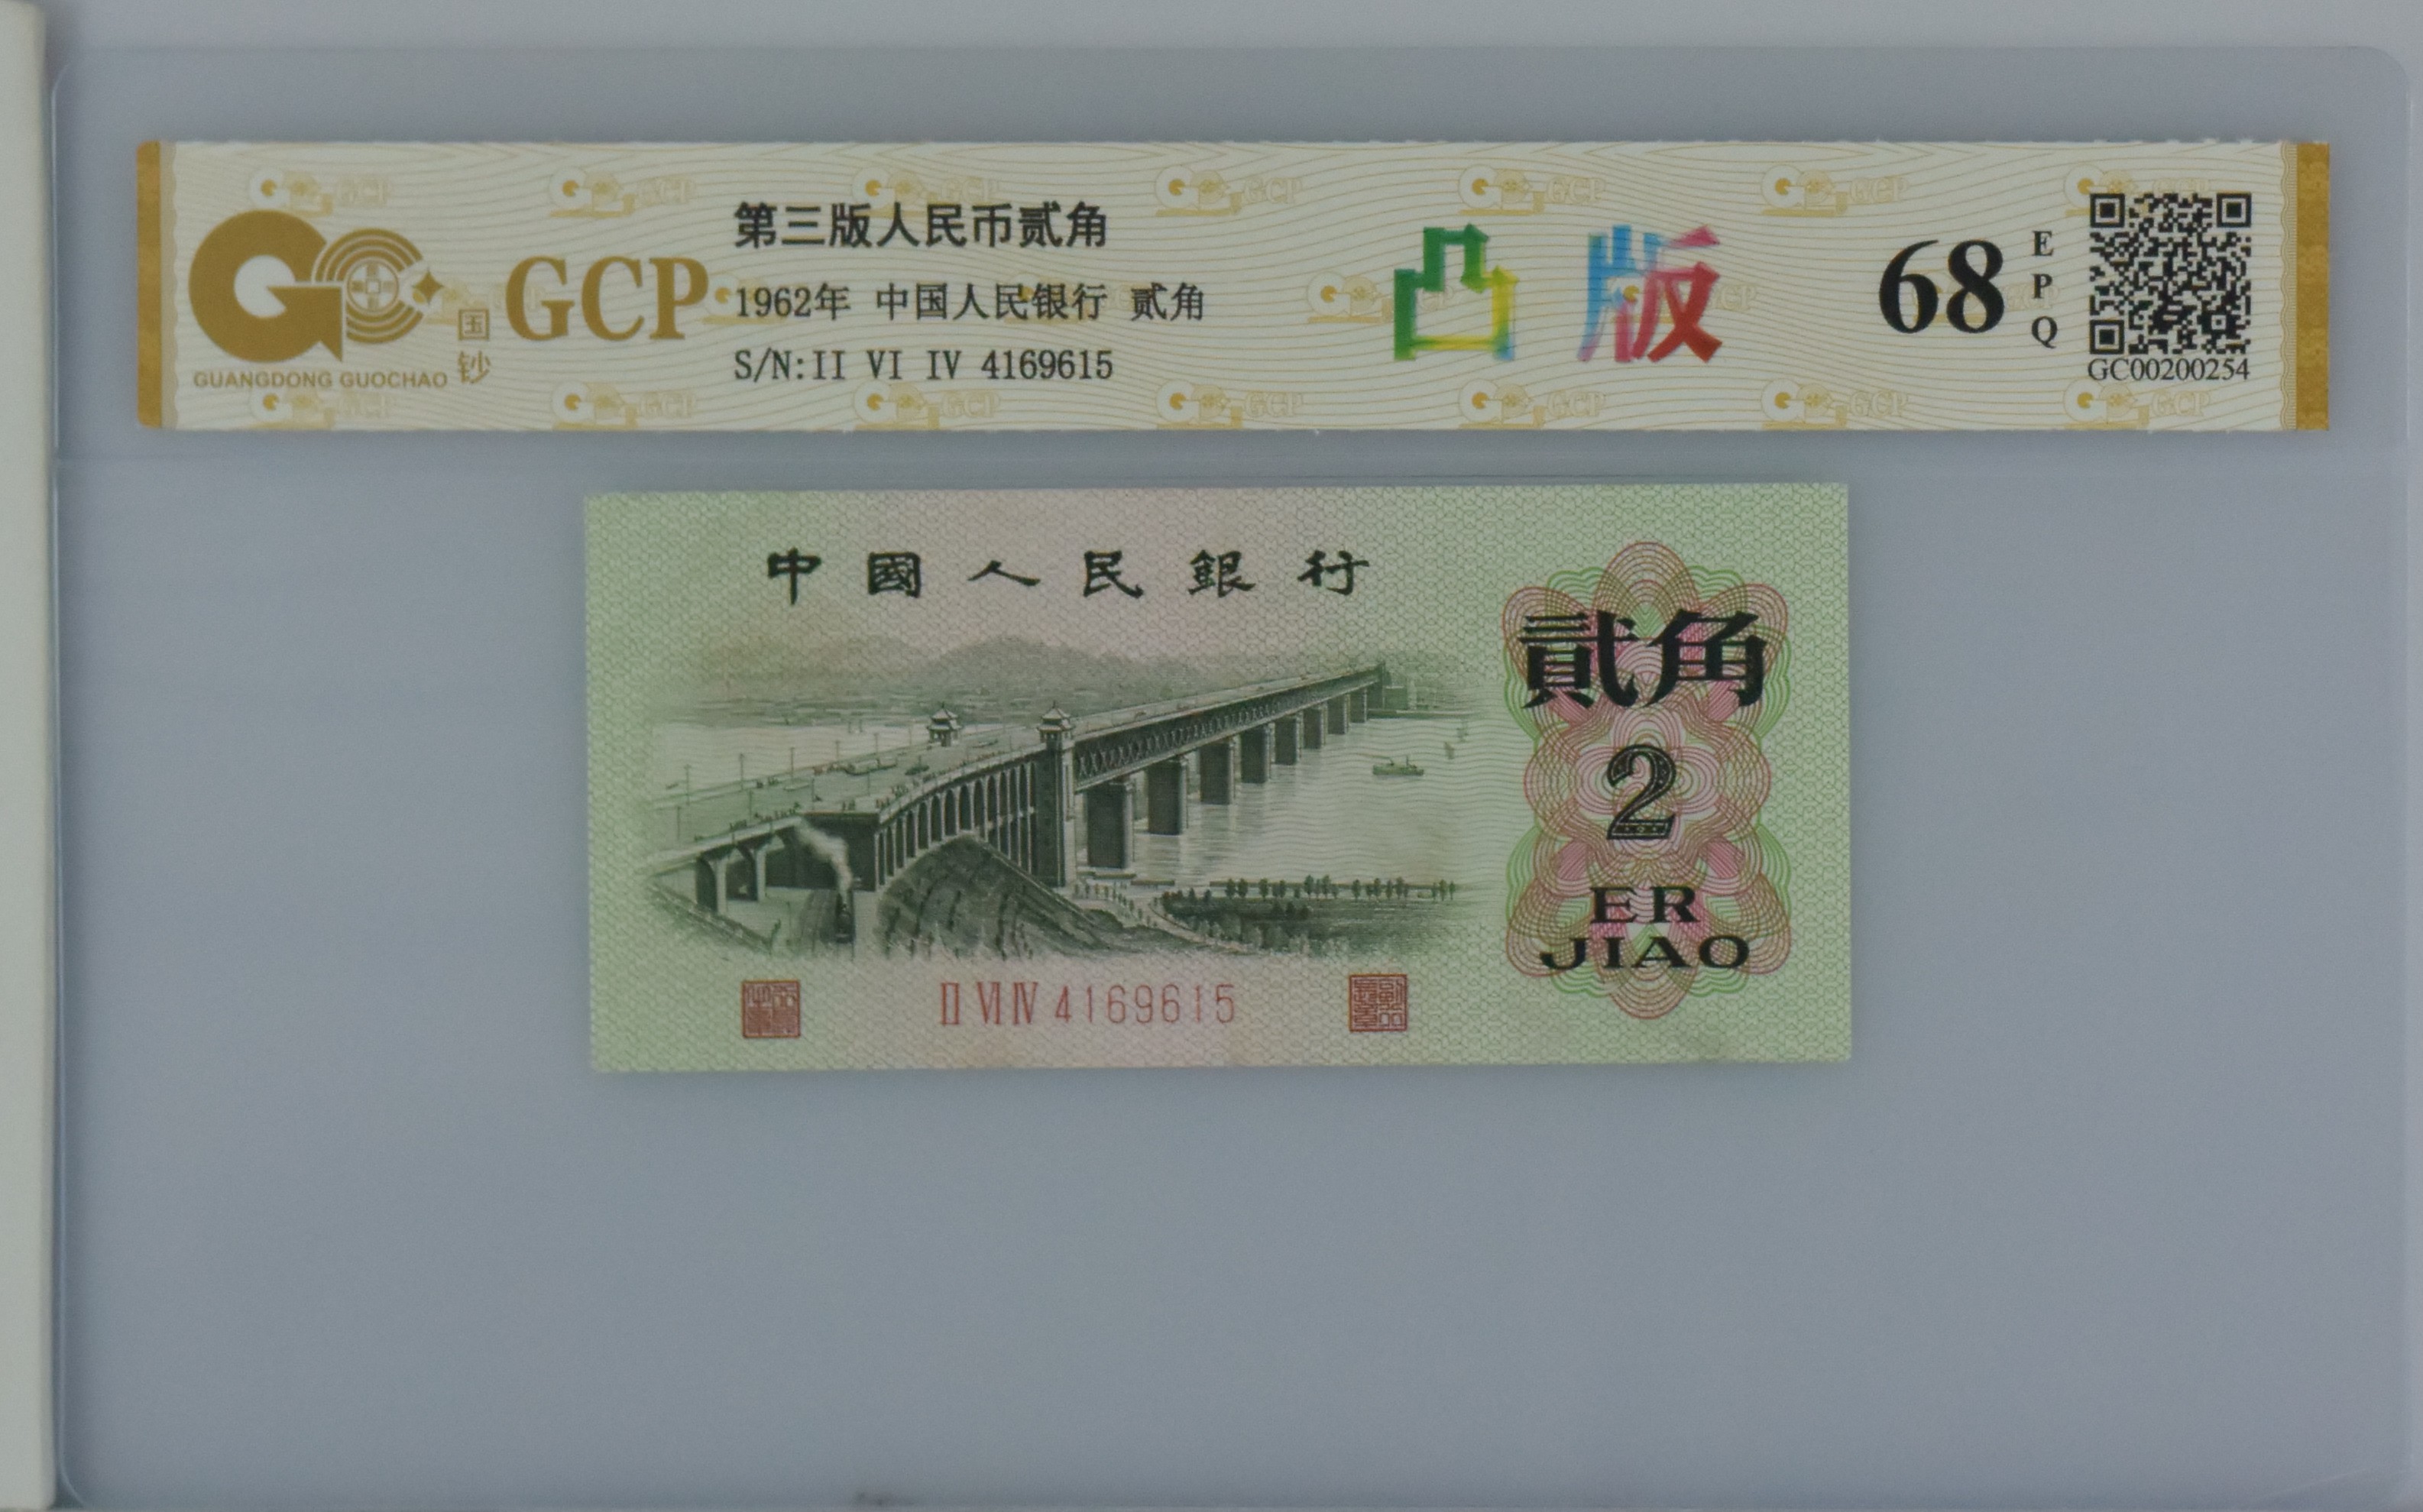 GCP
国钞
GUANGDONG GUOCHAO
第三版人民币贰角
1962年 中国人民银行 贰角
S/N:II VI IV 4169615
凸版
68
EPQ
GC00200254
中國人民銀行
貳角
2
ER
JIAO
II VI IV 4169615